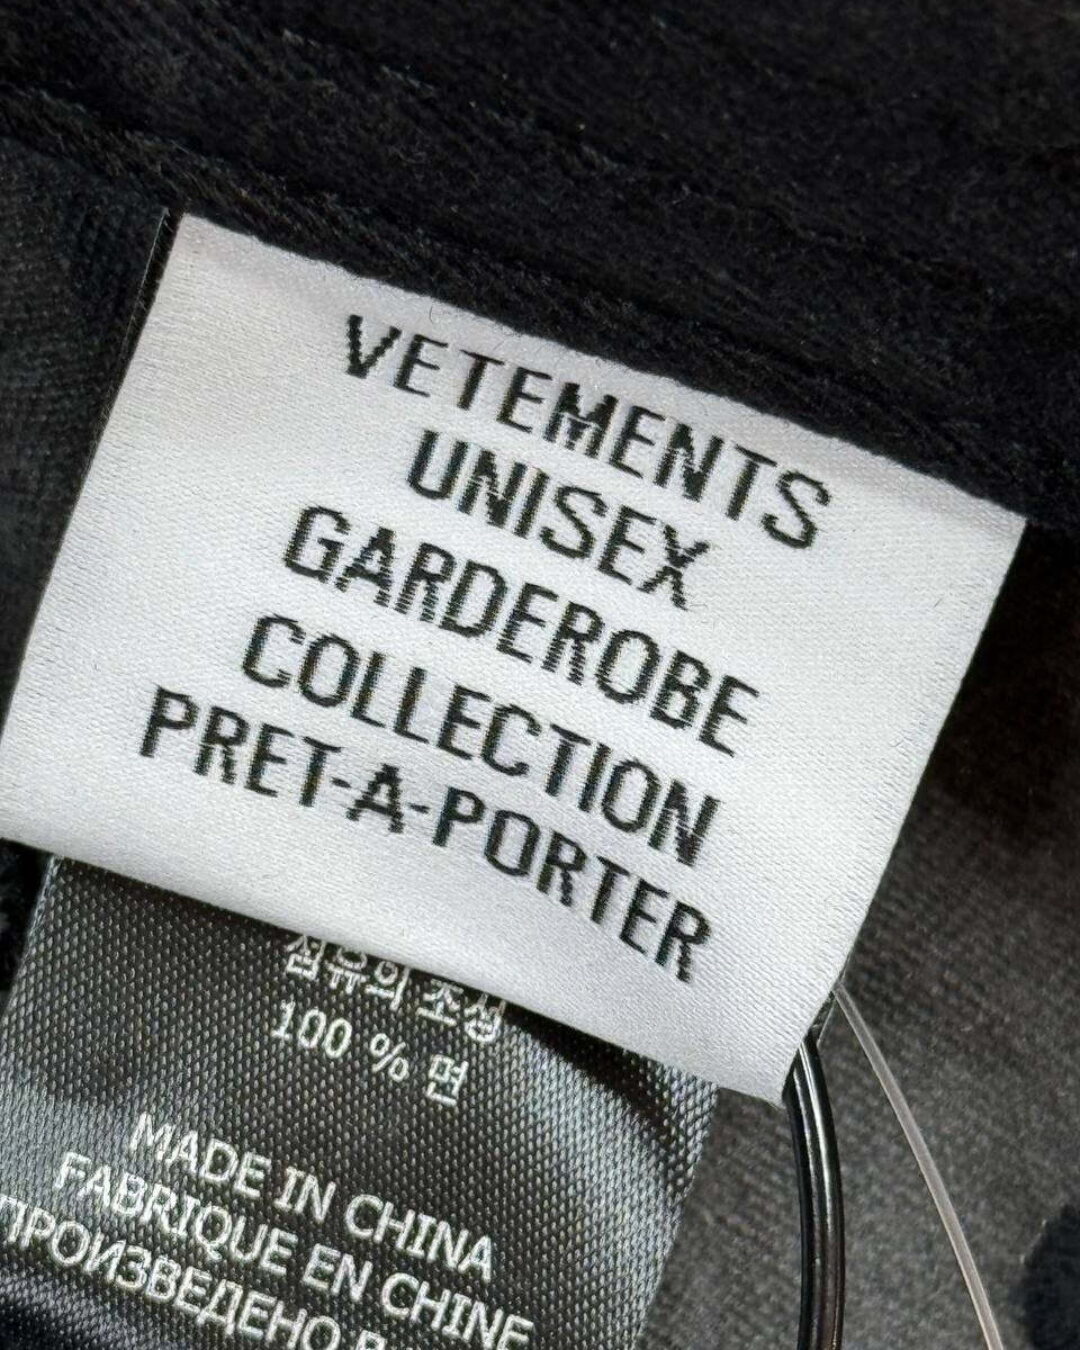 VETEMENTS
UNISEX
GARDEROBE
COLLECTION
PRET-A-PORTER
섬유의 조성
100 % 면
MADE IN CHINA
FABRIQUE EN CHINE
ПРОИЗВЕДЕНО В